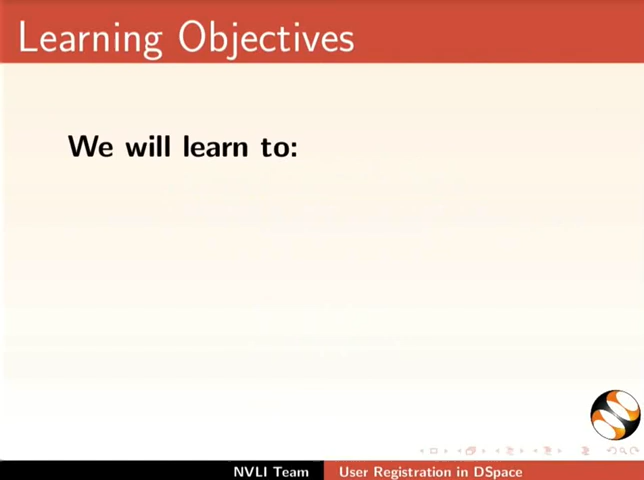 Learning Objectives
We will learn to:
NVLI Team
User Registration in DSpace